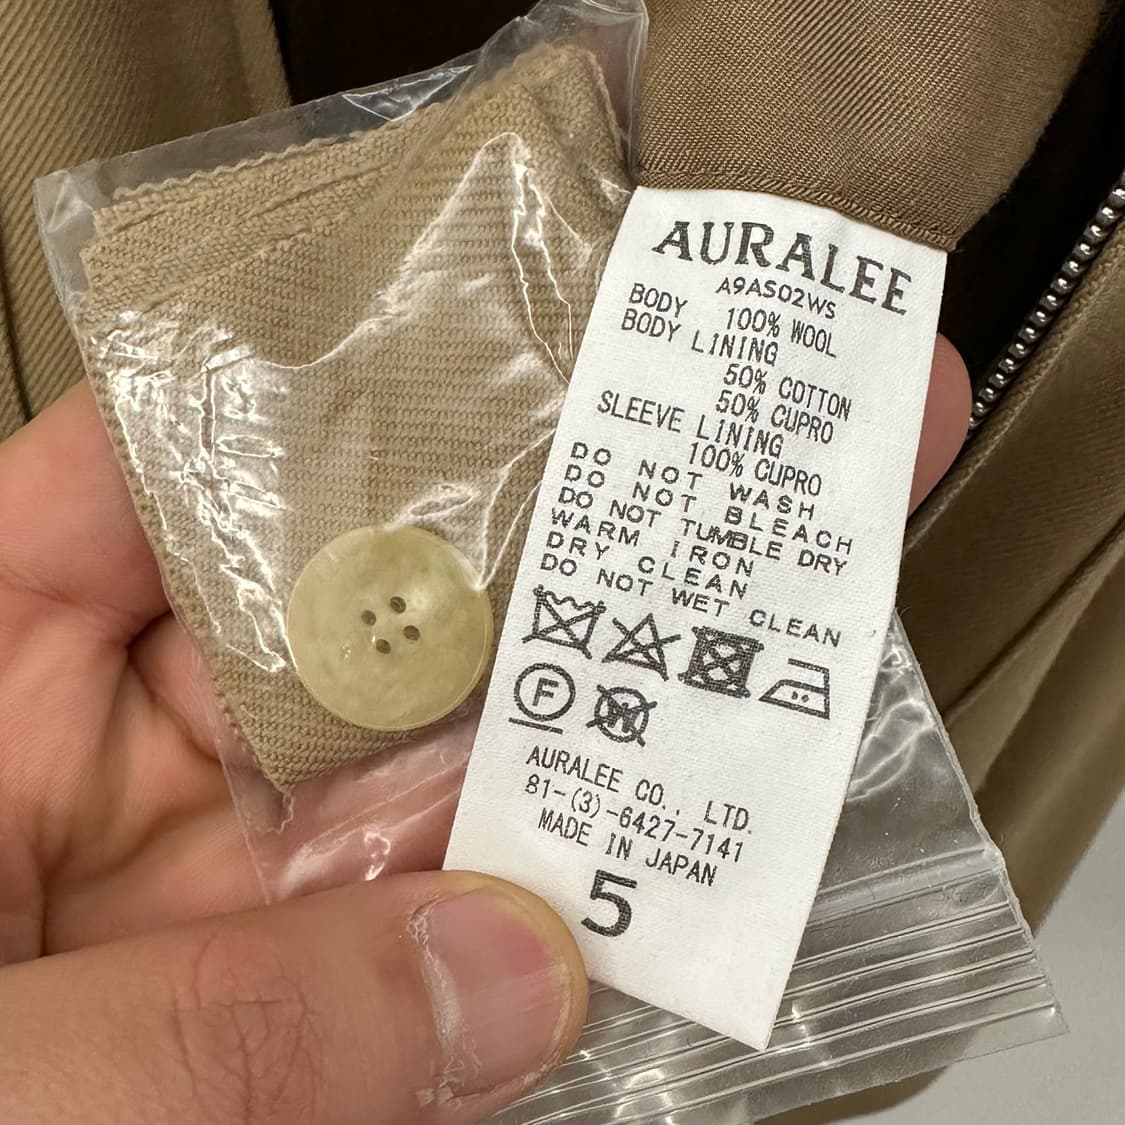 AURALEE
A9AS02WS
BODY 100% WOOL
BODY LINING
50% COTTON
50% CUPRO
SLEEVE LINING
100% CUPRO
DO NOT WASH
DO NOT BLEACH
DO NOT TUMBLE DRY
WARM IRON
DRY CLEAN
DO NOT WET CLEAN
F W
AURALEE CO., LTD.
81-(3)-6427-7141
MADE IN JAPAN
5